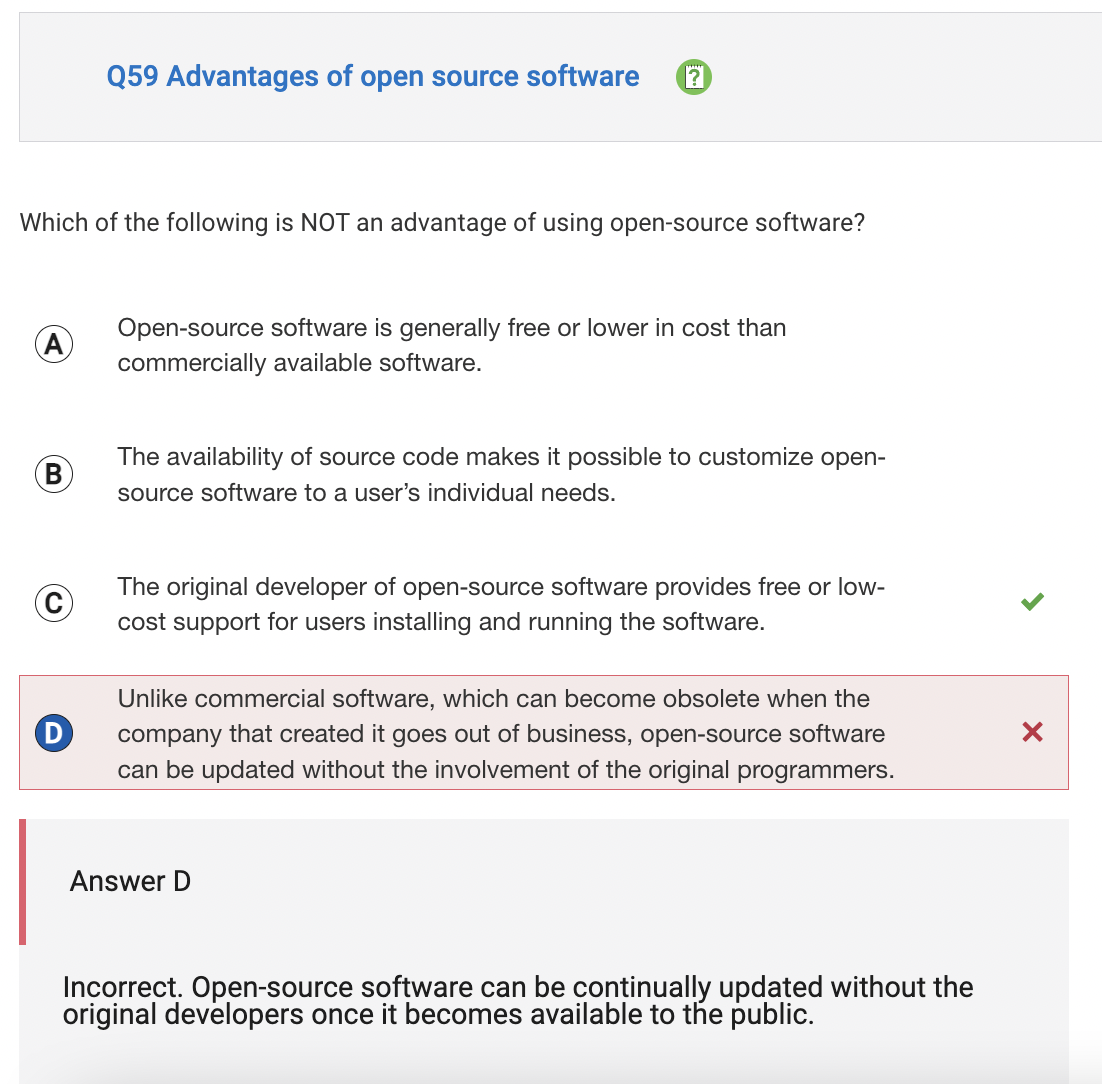 Q59 Advantages of open source software
?
Which of the following is NOT an advantage of using open-source software?
A
Open-source software is generally free or lower in cost than
commercially available software.
B
The availability of source code makes it possible to customize open-
source software to a user's individual needs.
C
The original developer of open-source software provides free or low-
cost support for users installing and running the software.
D
Unlike commercial software, which can become obsolete when the
company that created it goes out of business, open-source software
can be updated without the involvement of the original programmers.
Answer D
Incorrect. Open-source software can be continually updated without the
original developers once it becomes available to the public.